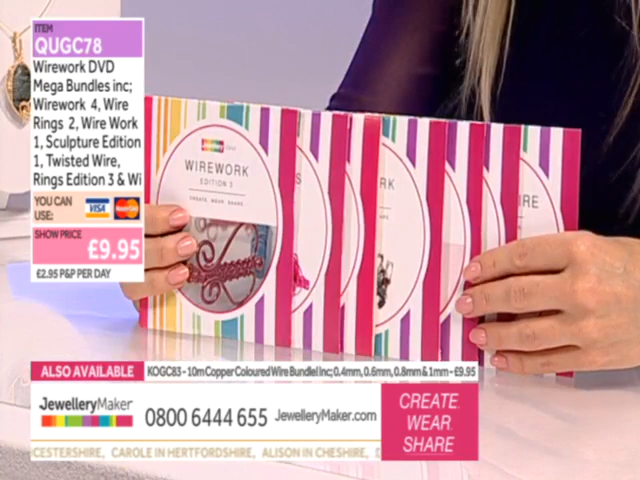 ITEM
QUGC78
Wirework DVD
Mega Bundles inc;
Wirework 4, Wire
Rings 2, Wire Work
1, Sculpture Edition
1, Twisted Wire,
Rings Edition 3 & Wi
YOU CAN
USE:
VISA
MasterCard
SHOW PRICE
£9.95
£2.95 P&P PER DAY
WIREWORK
EDITION 3
CREATE. WEAR. SHARE
S
RK
IRE
ALSO AVAILABLE
KOGC83 - 10m Copper Coloured Wire Bundle! Inc; 0.4mm, 0.6mm, 0.8mm & 1mm - £9.95
JewelleryMaker
0800 6444 655
JewelleryMaker.com
CREATE.
WEAR.
SHARE
CESTERSHIRE, CAROLE IN HERTFORDSHIRE, ALISON IN CHESHIRE,